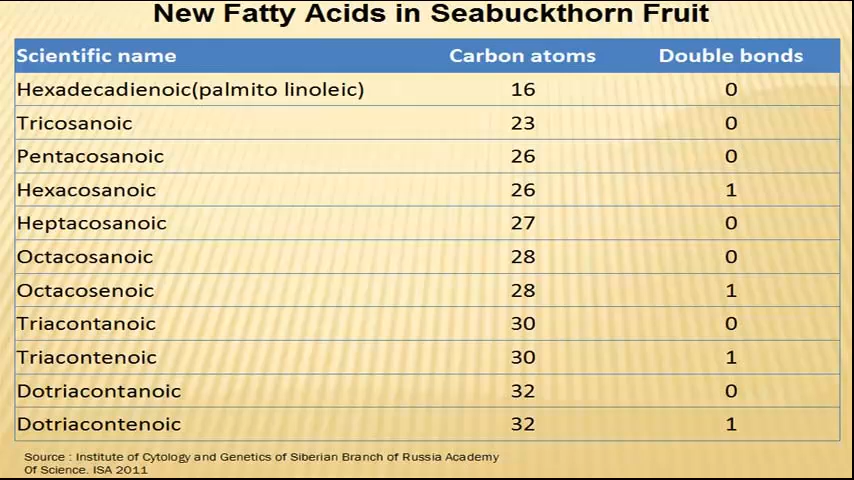 New Fatty Acids in Seabuckthorn Fruit
Scientific name Carbon atoms Double bonds
Hexadecadienoic(palmito linoleic) 16 0
Tricosanoic 23 0
Pentacosanoic 26 0
Hexacosanoic 26 1
Heptacosanoic 27 0
Octacosanoic 28 0
Octacosenoic 28 1
Triacontanoic 30 0
Triacontenoic 30 1
Dotriacontanoic 32 0
Dotriacontenoic 32 1
Source : Institute of Cytology and Genetics of Siberian Branch of Russia Academy
Of Science. ISA 2011